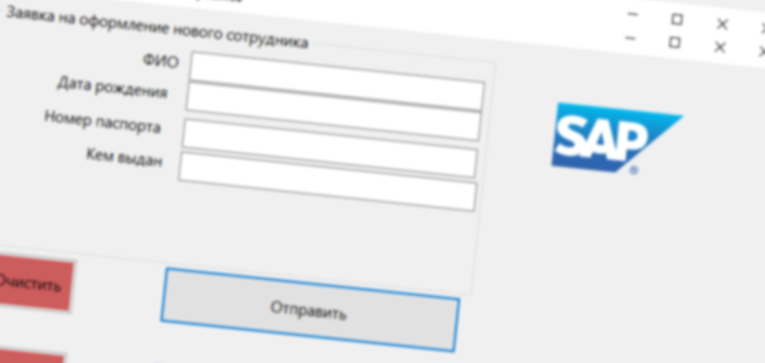 Заявка на оформление нового сотрудника
ФИО
Дата рождения
Номер паспорта
Кем выдан
SAP
®
Очистить
Отправить